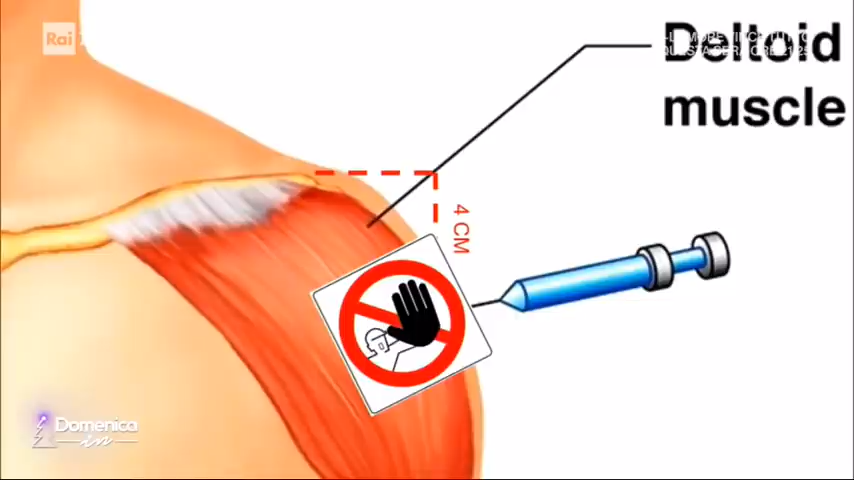 Rai
Deltoid
muscle
4 CM
Domenica
in